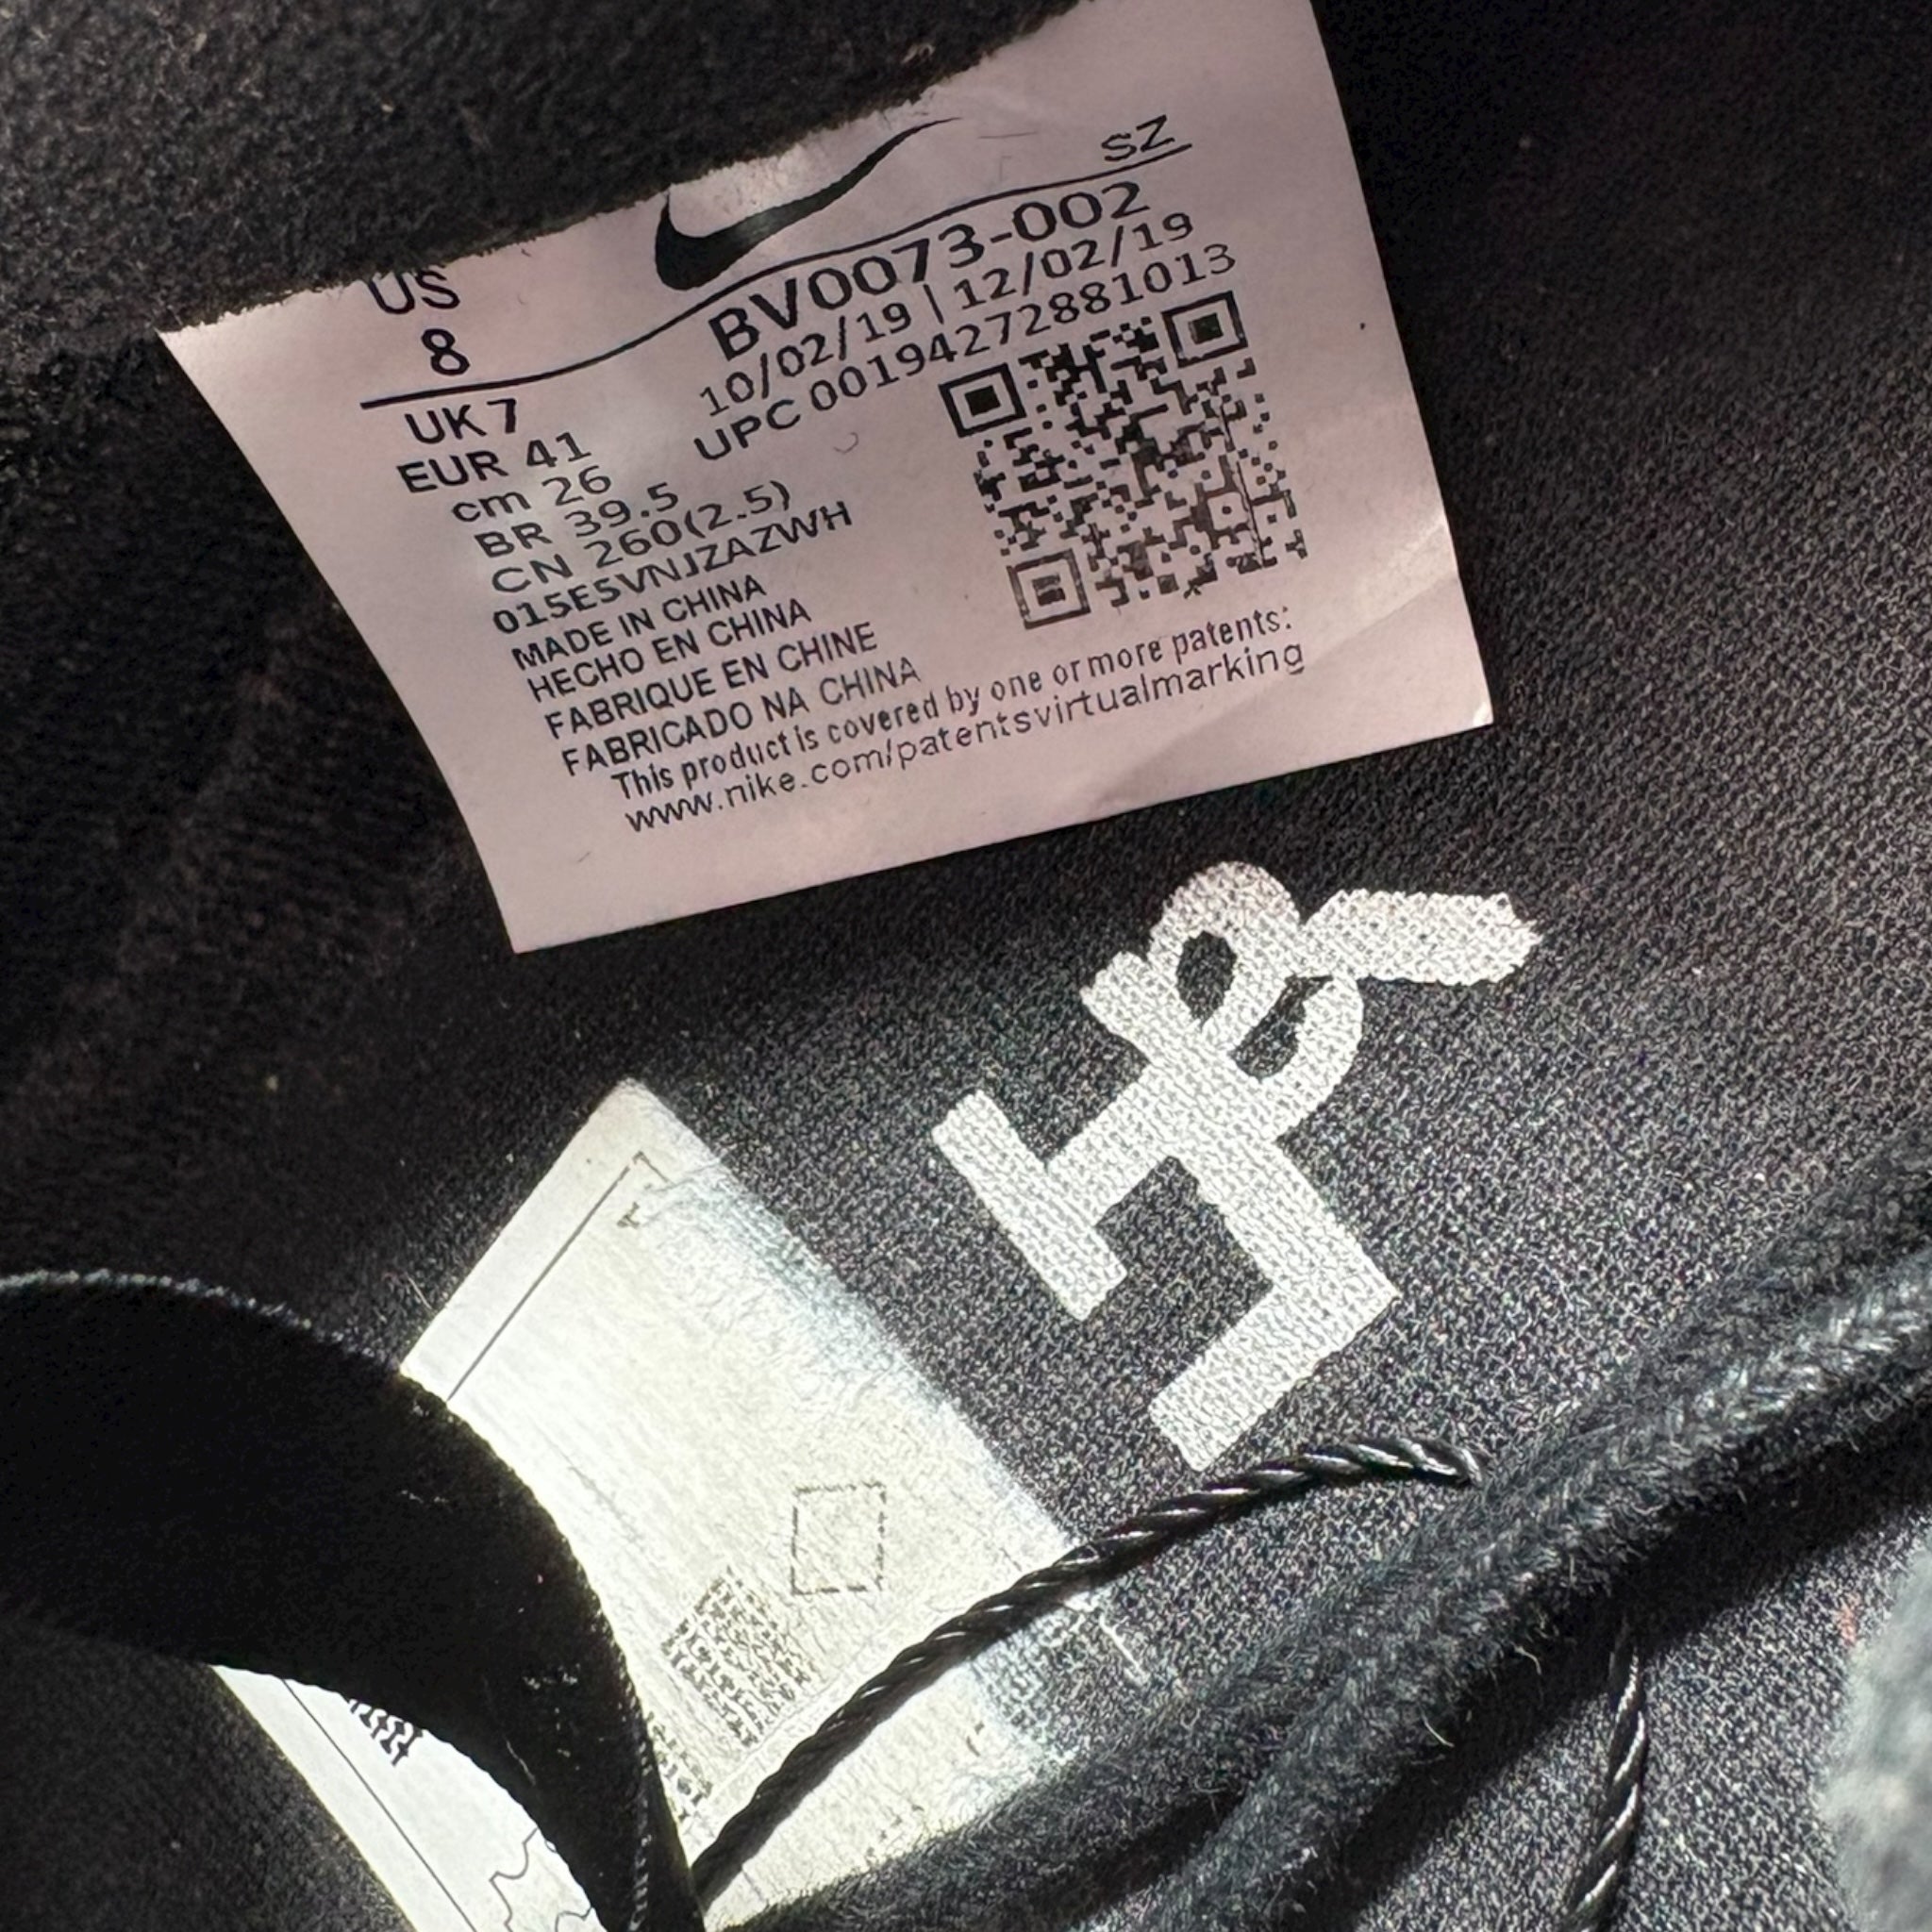 SZ
US
8
BV0073-002
10/02/19 | 12/02/19
UPC 00194272881013
UK 7
EUR 41
cm 26
BR 39.5
CN 260(2.5)
015E5VNJZAZWH
MADE IN CHINA
HECHO EN CHINA
FABRIQUE EN CHINE
FABRICADO NA CHINA
This product is covered by one or more patents:
www.nike.com/patentsvirtualmarking